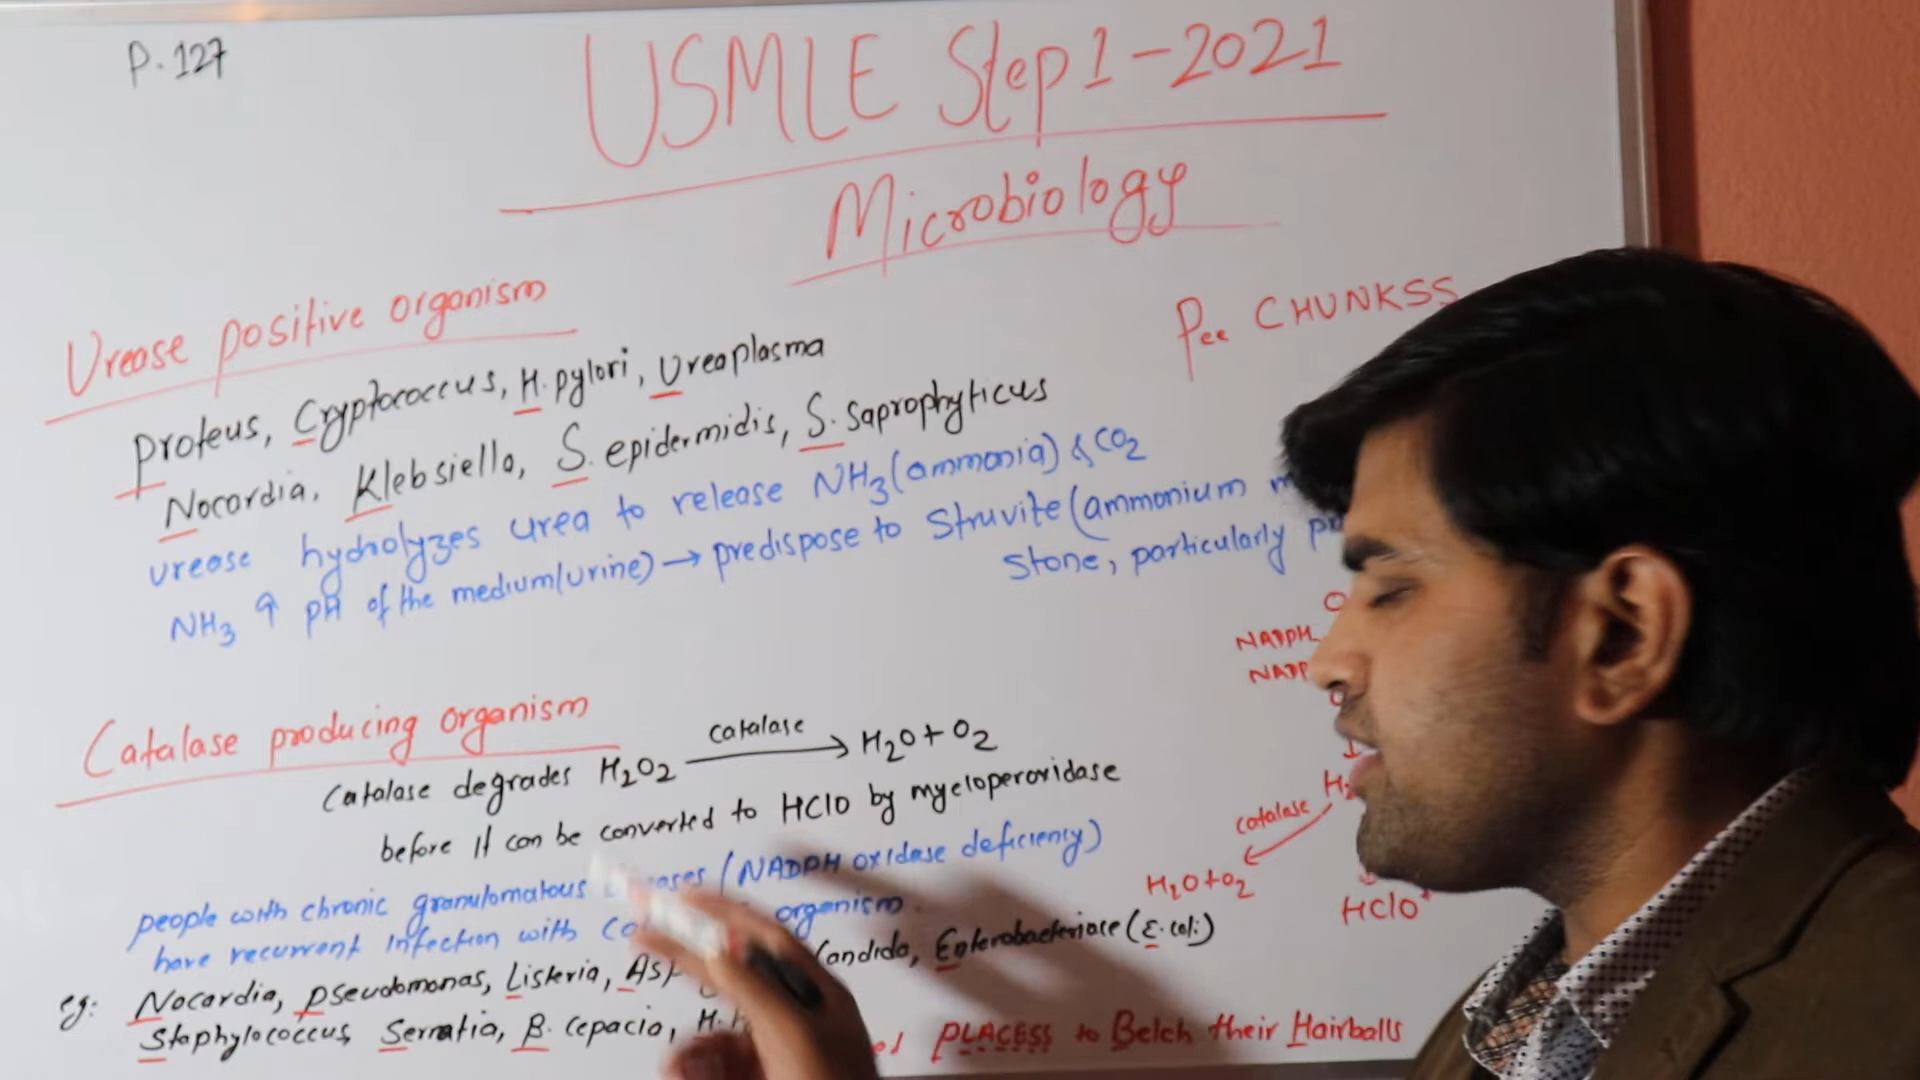 P.127
USMLE Step 1-2021
Microbiology
Urease positive organism
Pee CHUNKSS
Proteus, Cryptococcus, H. pylori, Ureaplasma
Nocardia, Klebsiella, S. epidermidis, S. saprophyticus
urease hydrolyzes urea to release NH3 (ammonia) & CO2
NH3 ↑ pH of the medium/urine) → predispose to struvite (ammonium
stone, particularly
NADPH
NADP
Catalase producing organism
Catalase degrades H2O2 catalase → H2O + O2
before it can be converted to HClO by myeloperoxidase
catalase
H2O+O2
HClO
people with chronic granulomatous (NADPH oxidase deficiency)
have recurrent infection with organism.
eg: Nocardia, Pseudomonas, Listeria, Candida, Enterobacteriace (E. coli)
Staphylococcus, Serratia, B. cepacia, H.
PLACESS to Belch their Hairballs